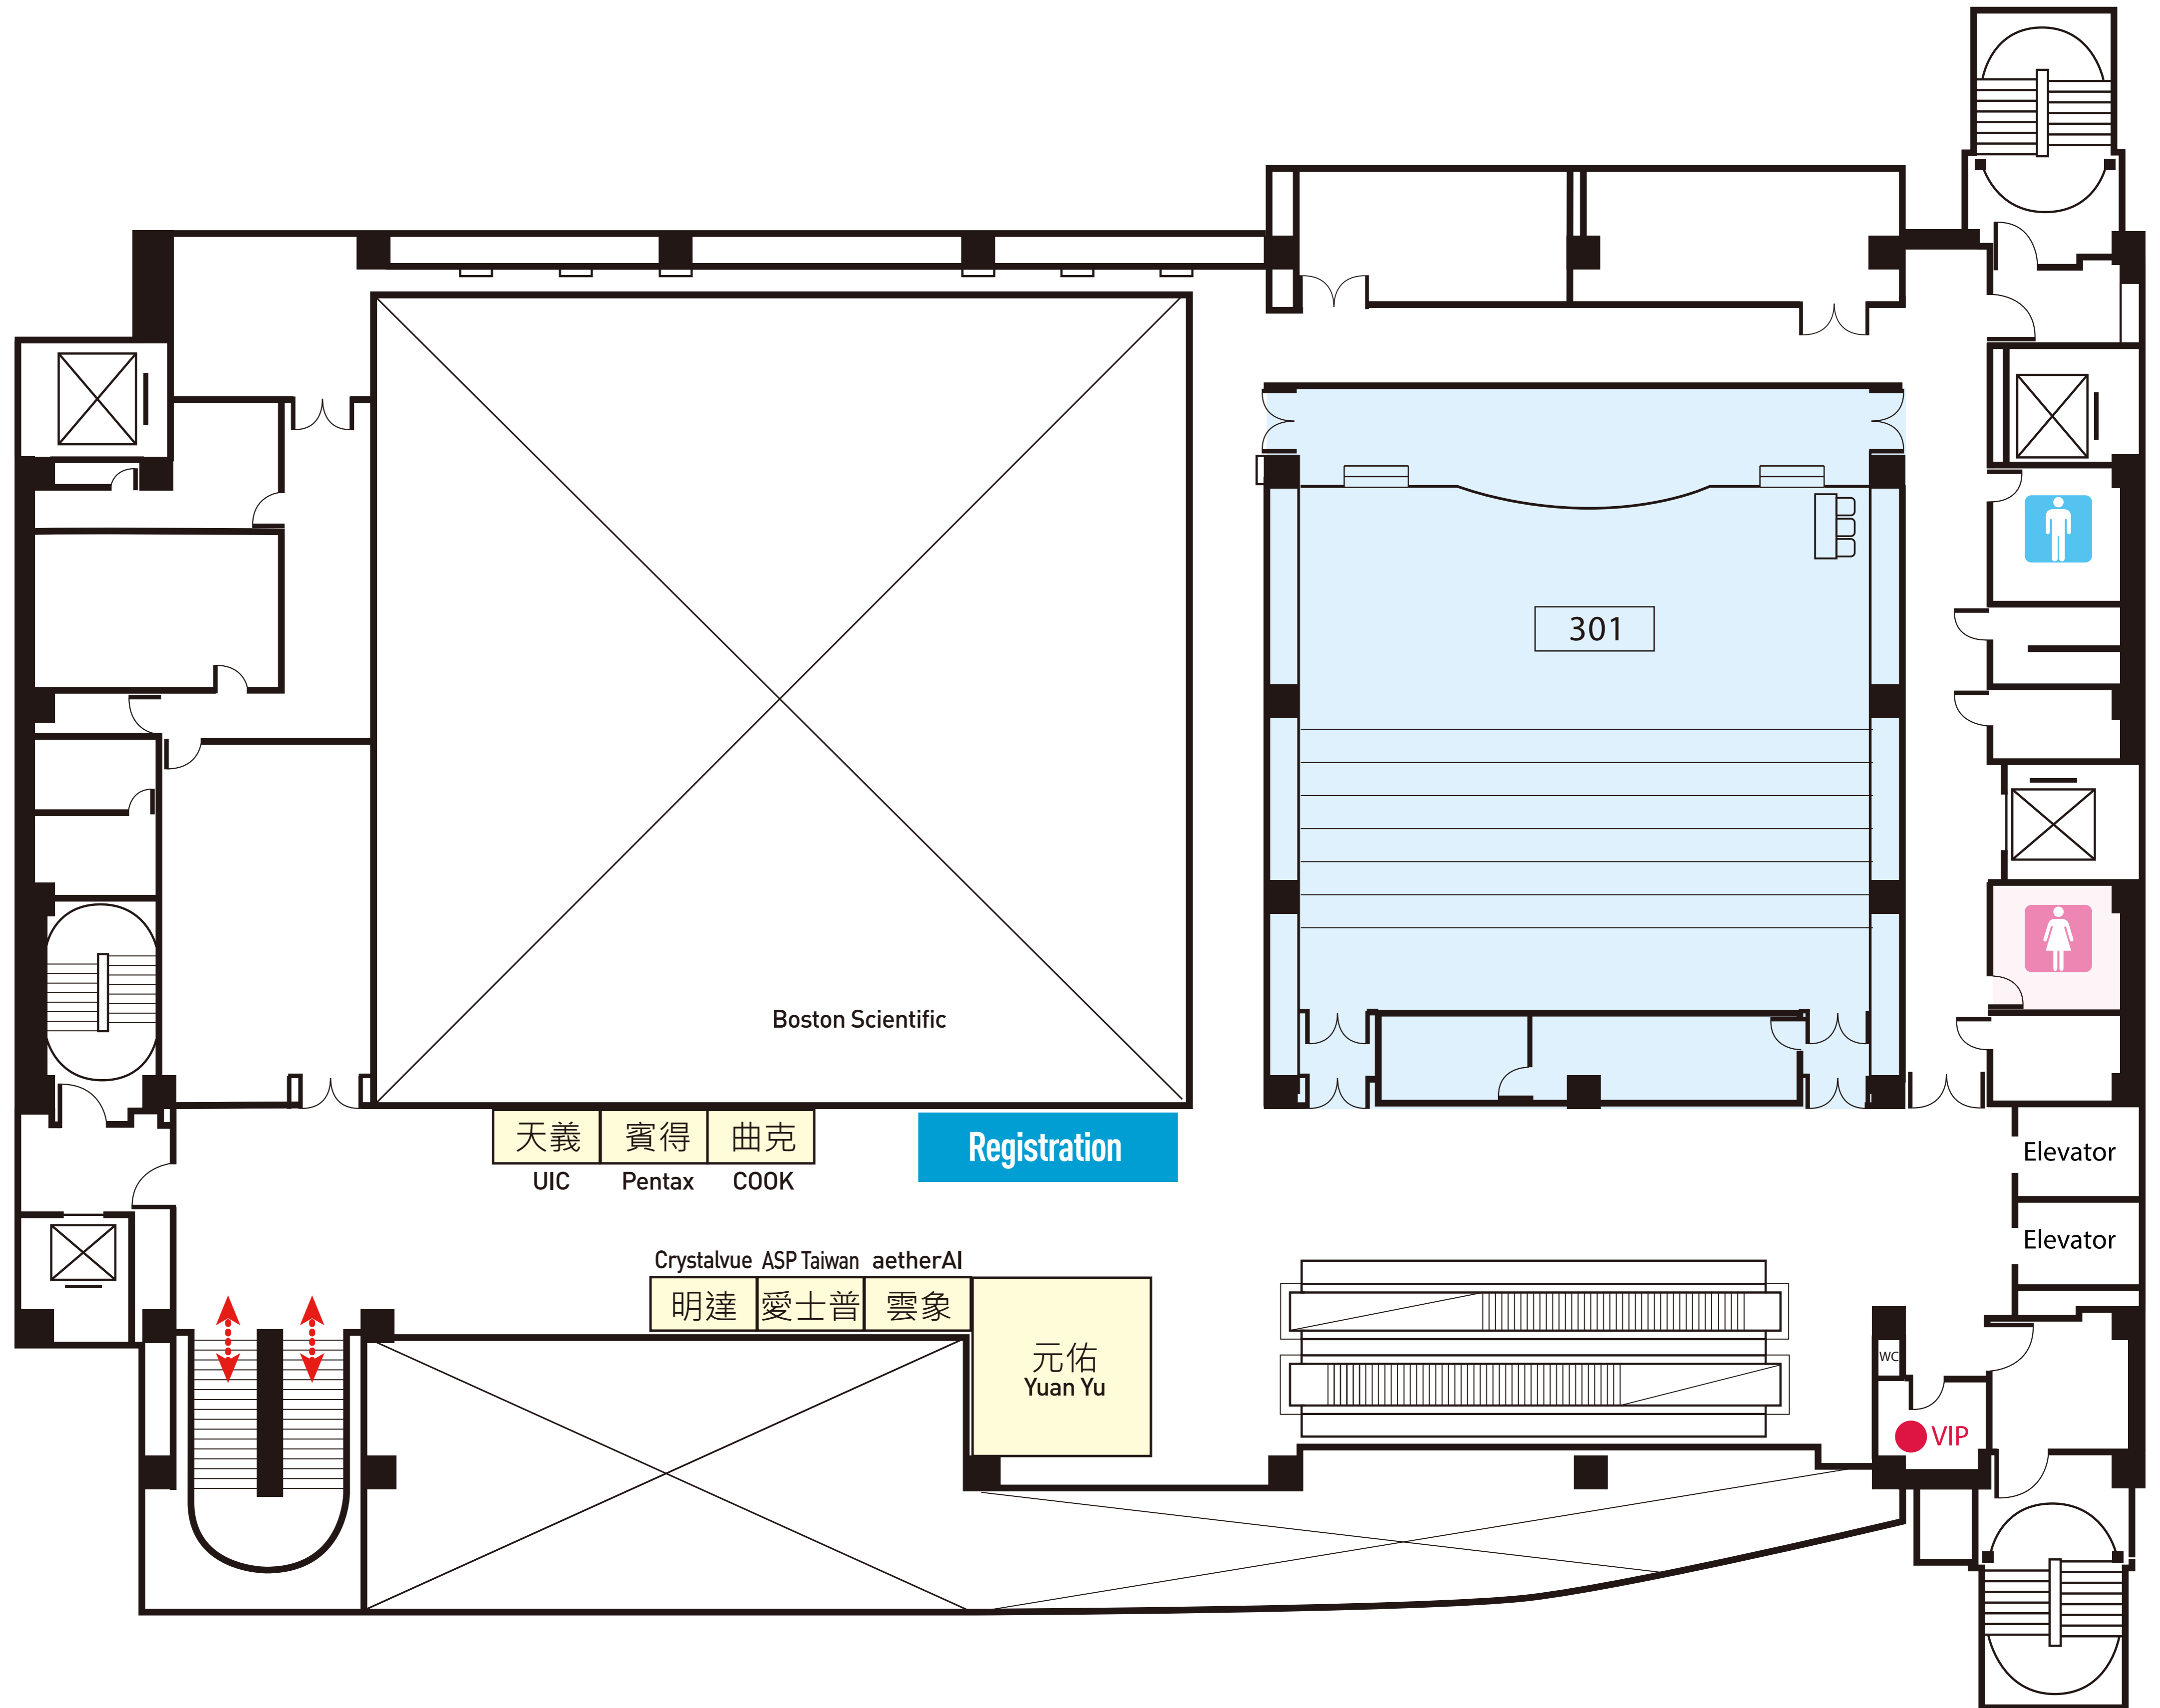 301
Boston Scientific
天義 賓得 曲克
UIC Pentax COOK
Registration
Elevator
Elevator
Crystalvue ASP Taiwan aetherAI
明達 愛士普 雲象
元佑
Yuan Yu
WC
VIP